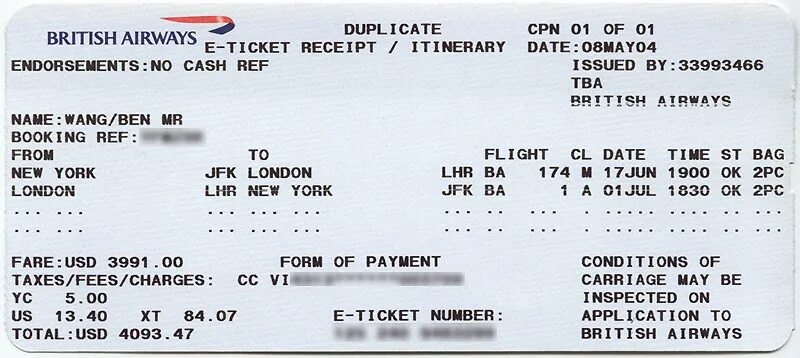 BRITISH AIRWAYS
DUPLICATE CPN 01 OF 01
E-TICKET RECEIPT / ITINERARY DATE:08MAY04
ENDORSEMENTS:NO CASH REF ISSUED BY:33993466
TBA
BRITISH AIRWAYS
NAME:WANG/BEN MR
BOOKING REF:
FROM TO FLIGHT CL DATE TIME ST BAG
NEW YORK JFK LONDON LHR BA 174 M 17JUN 1900 OK 2PC
LONDON LHR NEW YORK JFK BA 1 A 01JUL 1830 OK 2PC
... ... ... ... ... ... .. ... . ... ... .. ...
... ... ... ... ... ... .. ... . ... ... .. ...
FARE:USD 3991.00 FORM OF PAYMENT CONDITIONS OF
TAXES/FEES/CHARGES: CC VI CARRIAGE MAY BE
YC 5.00 INSPECTED ON
US 13.40 XT 84.07 E-TICKET NUMBER: APPLICATION TO
TOTAL:USD 4093.47 BRITISH AIRWAYS